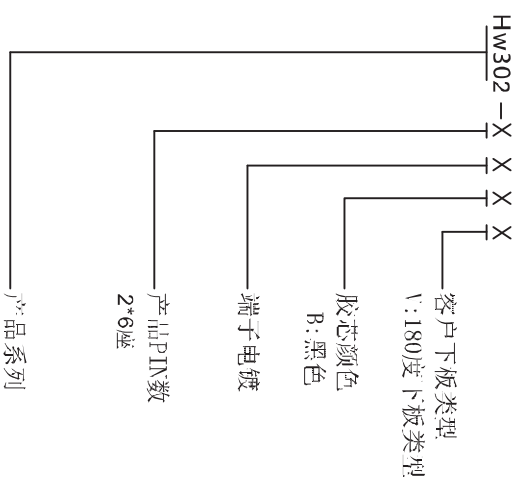 Hw302 - X X X X
客户下板类型
V:180度下板类型
胶芯颜色
B:黑色
端子电镀
产品PIN数
2*6座
产品系列